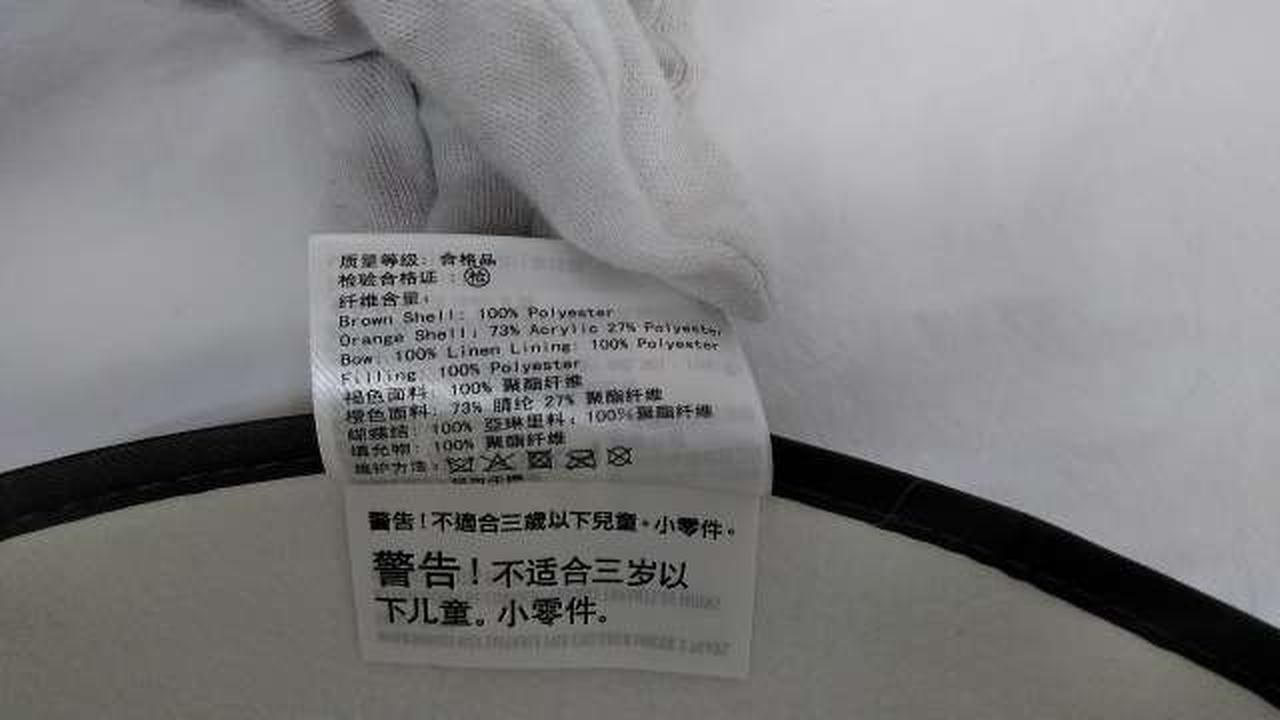 质量等级: 合格品
检验合格证 : 检
纤维含量:
Brown Shell: 100% Polyester
Orange Shell: 73% Acrylic 27% Polyester
Bow: 100% Linen Lining: 100% Polyester
Filling: 100% Polyester
褐色面料: 100% 聚酯纤维
橙色面料: 73% 腈纶 27% 聚酯纤维
蝴蝶结: 100% 亞琳里料: 100%聚酯纤维
填充物: 100% 聚酯纤维
维护方法:
警告!不適合三歲以下兒童。小零件。
警告!不适合三岁以
下儿童。小零件。